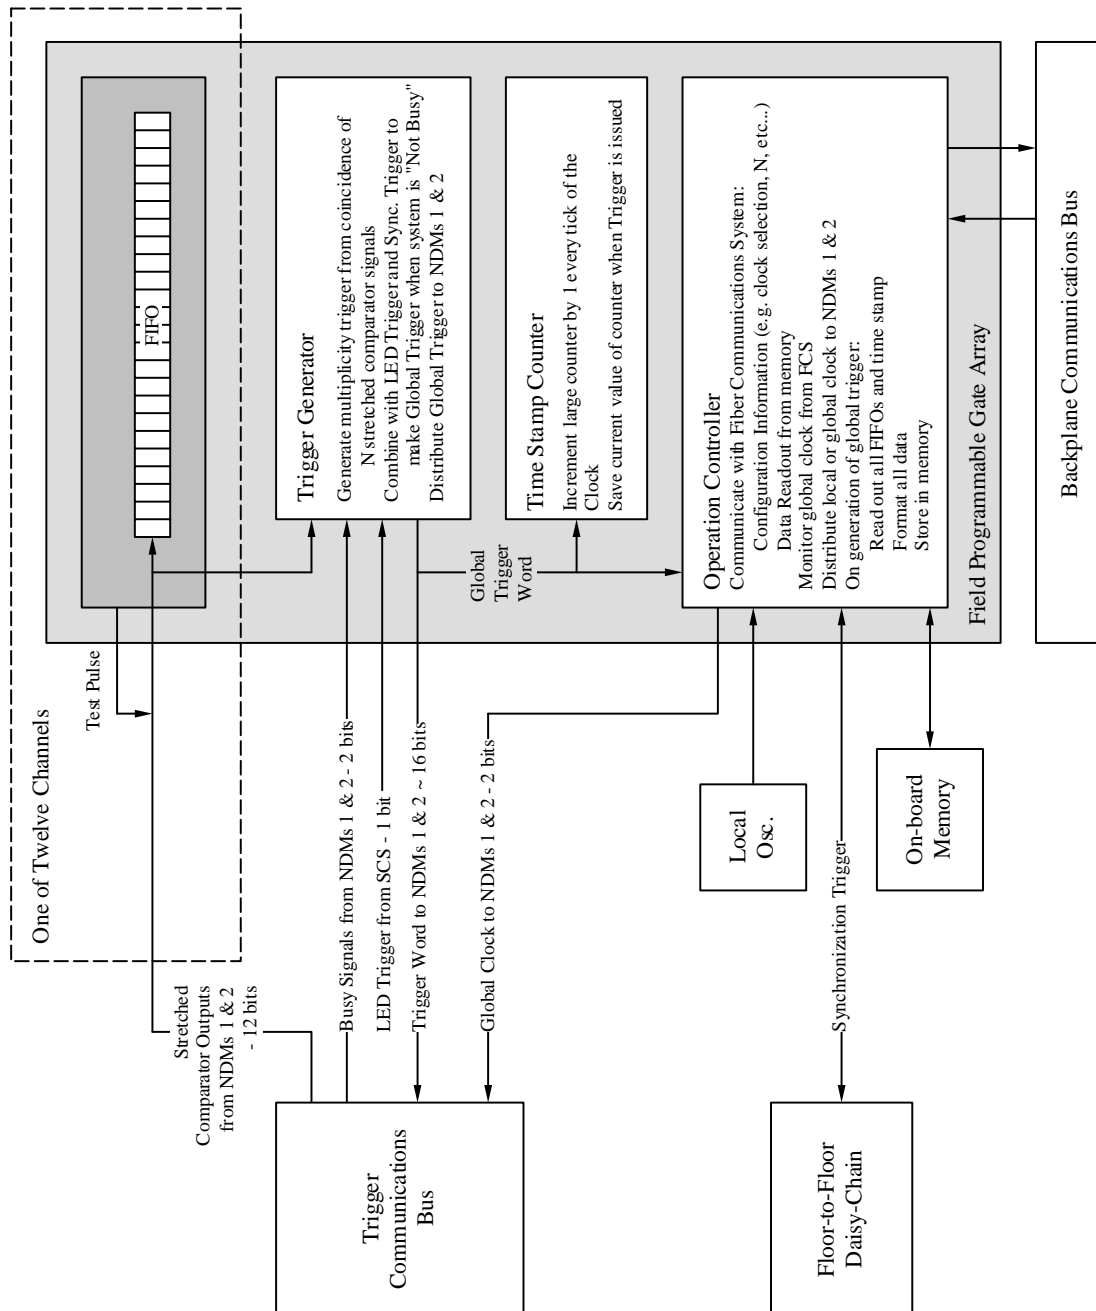 One of Twelve Channels
Test Pulse
FIFO
Stretched
Comparator Outputs
from NDMs 1 & 2
- 12 bits
Trigger Generator
Generate multiplicity trigger from coincidence of
N stretched comparator signals
Combine with LED Trigger and Sync. Trigger to
make Global Trigger when system is "Not Busy"
Distribute Global Trigger to NDMs 1 & 2
Busy Signals from NDMs 1 & 2 - 2 bits
LED Trigger from SCS - 1 bit
Trigger Word to NDMs 1 & 2 ~ 16 bits
Global Clock to NDMs 1 & 2 - 2 bits
Trigger
Communications
Bus
Global
Trigger
Word
Time Stamp Counter
Increment large counter by 1 every tick of the
Clock
Save current value of counter when Trigger is issued
Operation Controller
Communicate with Fiber Communications System:
Configuration Information (e.g. clock selection, N, etc...)
Data Readout from memory
Monitor global clock from FCS
Distribute local or global clock to NDMs 1 & 2
On generation of global trigger:
Readout all FIFOs and time stamp
Format all data
Store in memory
Field Programmable Gate Array
Local
Osc.
Synchronization Trigger
On-board
Memory
Floor-to-Floor
Daisy-Chain
Backplane Communications Bus